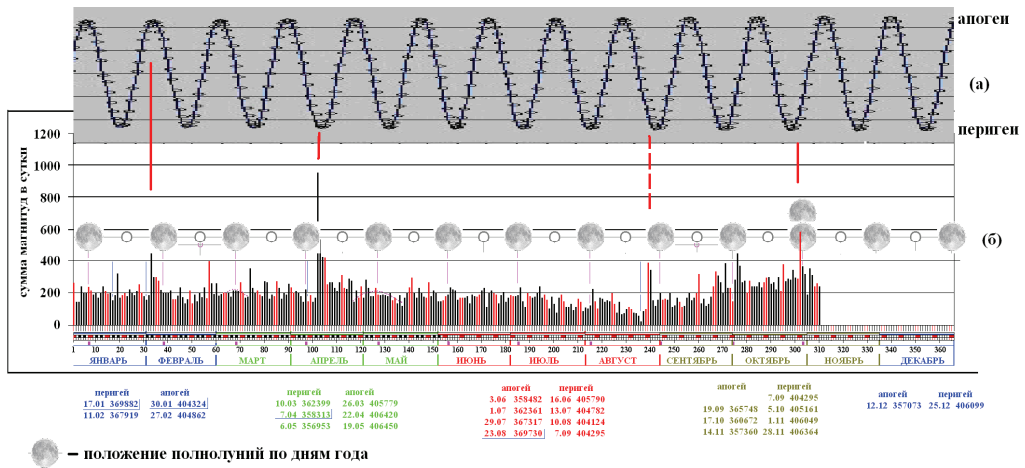 апогеи
(а)
перигеи
1200
1000
800
600
400
200
0
сумма магнитуд в сутки
(б)
1 10 20 30 40 50 60 70 80 90 100 110 120 130 140 150 160 170 180 190 200 210 220 230 240 250 260 270 280 290 300 310 320 330 340 350 360
ЯНВАРЬ ФЕВРАЛЬ МАРТ АПРЕЛЬ МАЙ ИЮНЬ ИЮЛЬ АВГУСТ СЕНТЯБРЬ ОКТЯБРЬ НОЯБРЬ ДЕКАБРЬ
перигей апогей
17.01 369882 30.01 404324
11.02 367919 27.02 404862
перигей апогей
10.03 362399 26.03 405779
7.04 358313 22.04 406420
6.05 356953 19.05 406450
апогей перигей
3.06 358482 16.06 405790
1.07 362361 13.07 404782
29.07 367317 10.08 404124
23.08 369730 7.09 404295
апогей перигей
7.09 404295
19.09 365748 5.10 405161
17.10 360672 1.11 406049
14.11 357360 28.11 406364
апогей перигей
12.12 357073 25.12 406099
– положение полнолуний по дням года